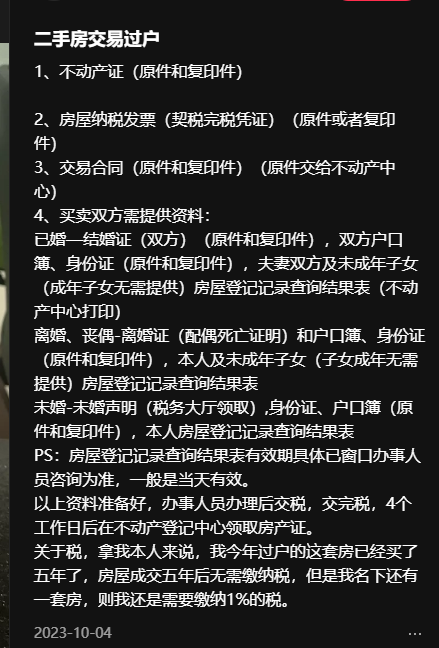 二手房交易过户
1、不动产证（原件和复印件）
2、房屋纳税发票（契税完税凭证）（原件或者复印
件）
3、交易合同（原件和复印件）（原件交给不动产中
心）
4、买卖双方需提供资料：
已婚—结婚证（双方）（原件和复印件），双方户口
簿、身份证（原件和复印件），夫妻双方及未成年子女
（成年子女无需提供）房屋登记记录查询结果表（不动
产中心打印）
离婚、丧偶-离婚证（配偶死亡证明）和户口簿、身份证
（原件和复印件），本人及未成年子女（子女成年无需
提供）房屋登记记录查询结果表
未婚-未婚声明（税务大厅领取）,身份证、户口簿（原
件和复印件），本人房屋登记记录查询结果表
PS：房屋登记记录查询结果表有效期具体已窗口办事人
员咨询为准，一般是当天有效。
以上资料准备好，办事人员办理后交税，交完税，4个
工作日后在不动产登记中心领取房产证。
关于税，拿我本人来说，我今年过户的这套房已经买了
五年了，房屋成交五年后无需缴纳税，但是我名下还有
一套房，则我还是需要缴纳1%的税。
2023-10-04